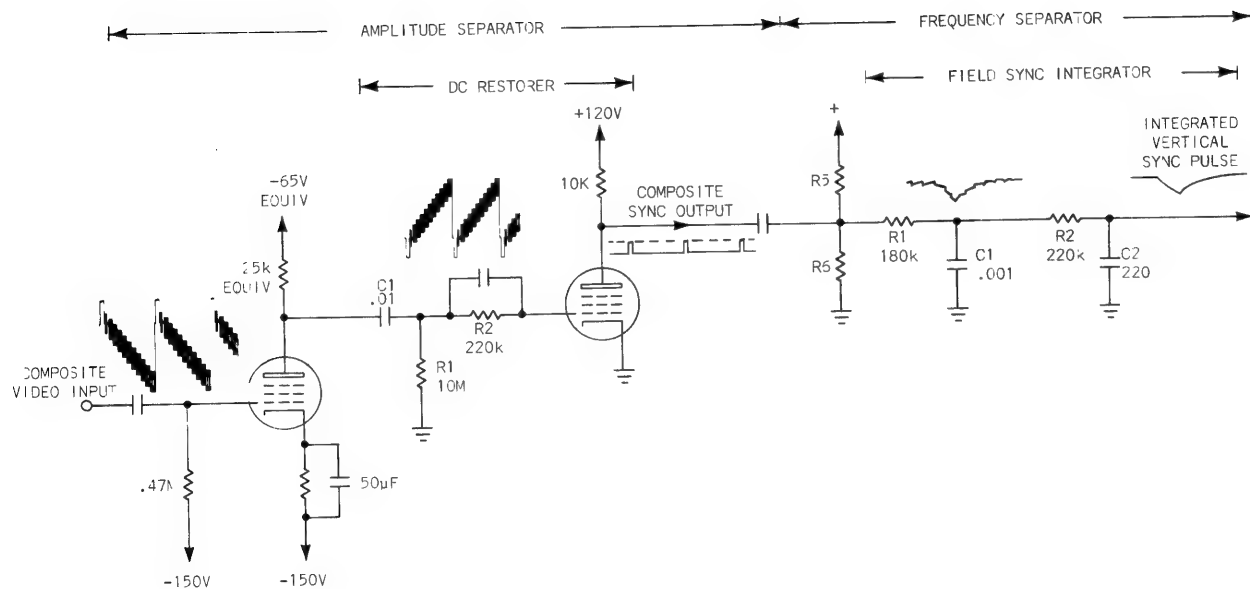 AMPLITUDE SEPARATOR
FREQUENCY SEPARATOR
DC RESTORER
FIELD SYNC INTEGRATOR
+120V
+
INTEGRATED
VERTICAL
SYNC PULSE
-65V
EQUIV
10K
COMPOSITE
SYNC OUTPUT
R5
R1
180k
R2
220k
C1
.001
C2
220
R6
25k
EQUIV
C1
.01
R2
220k
R1
10M
COMPOSITE
VIDEO INPUT
.47M
50µF
-150V
-150V